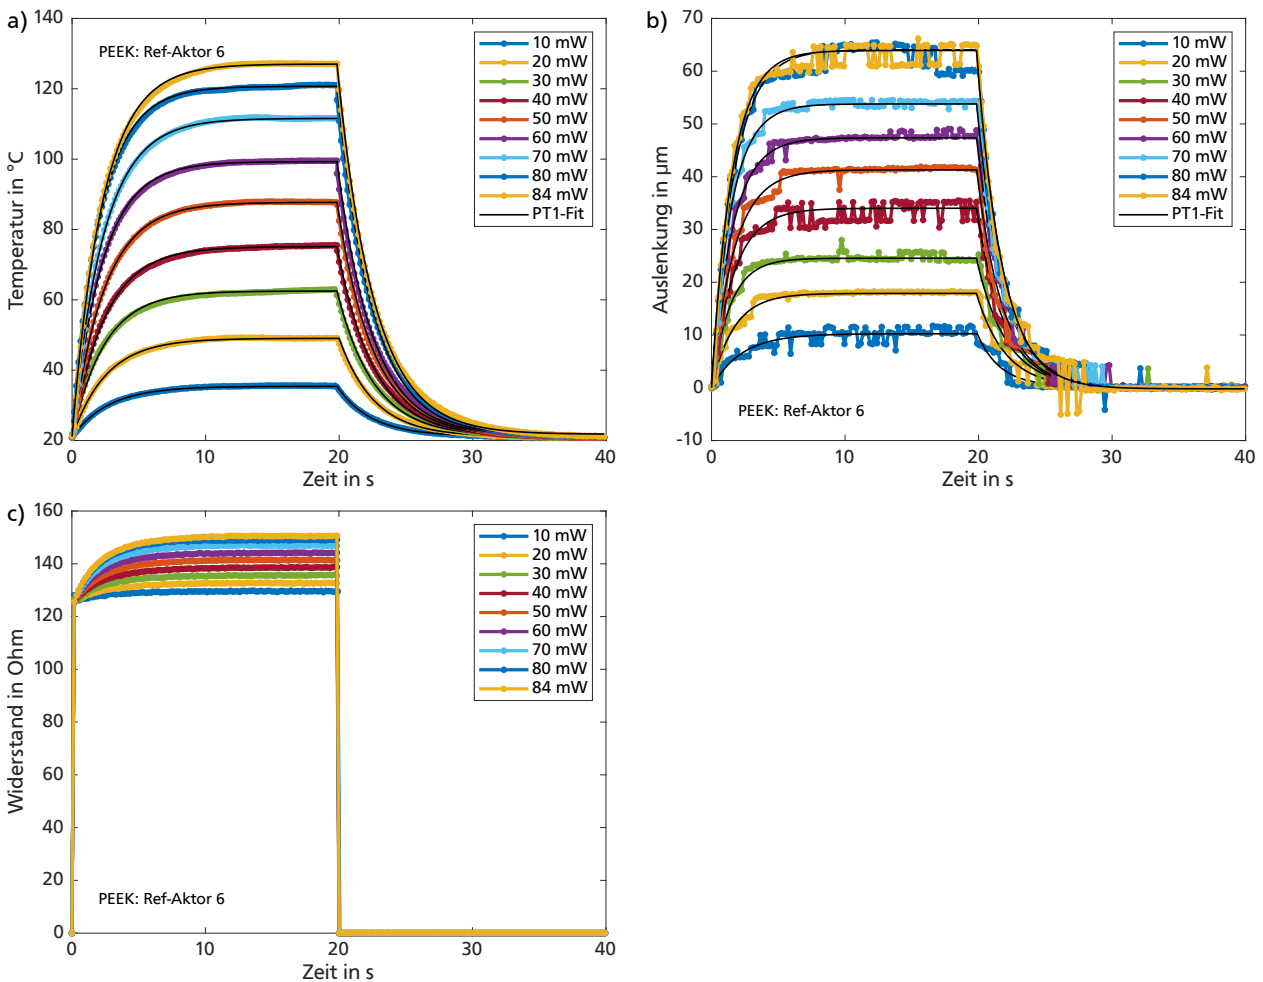 a)
Temperatur in °C
140
120
100
80
60
40
20
0
10
20
30
40
Zeit in s
PEEK: Ref-Aktor 6
10 mW
20 mW
30 mW
40 mW
50 mW
60 mW
70 mW
80 mW
84 mW
PT1-Fit
b)
Auslenkung in µm
70
60
50
40
30
20
10
0
-10
0
10
20
30
40
Zeit in s
PEEK: Ref-Aktor 6
10 mW
20 mW
30 mW
40 mW
50 mW
60 mW
70 mW
80 mW
84 mW
PT1-Fit
c)
Widerstand in Ohm
160
140
120
100
80
60
40
20
0
0
10
20
30
40
Zeit in s
PEEK: Ref-Aktor 6
10 mW
20 mW
30 mW
40 mW
50 mW
60 mW
70 mW
80 mW
84 mW